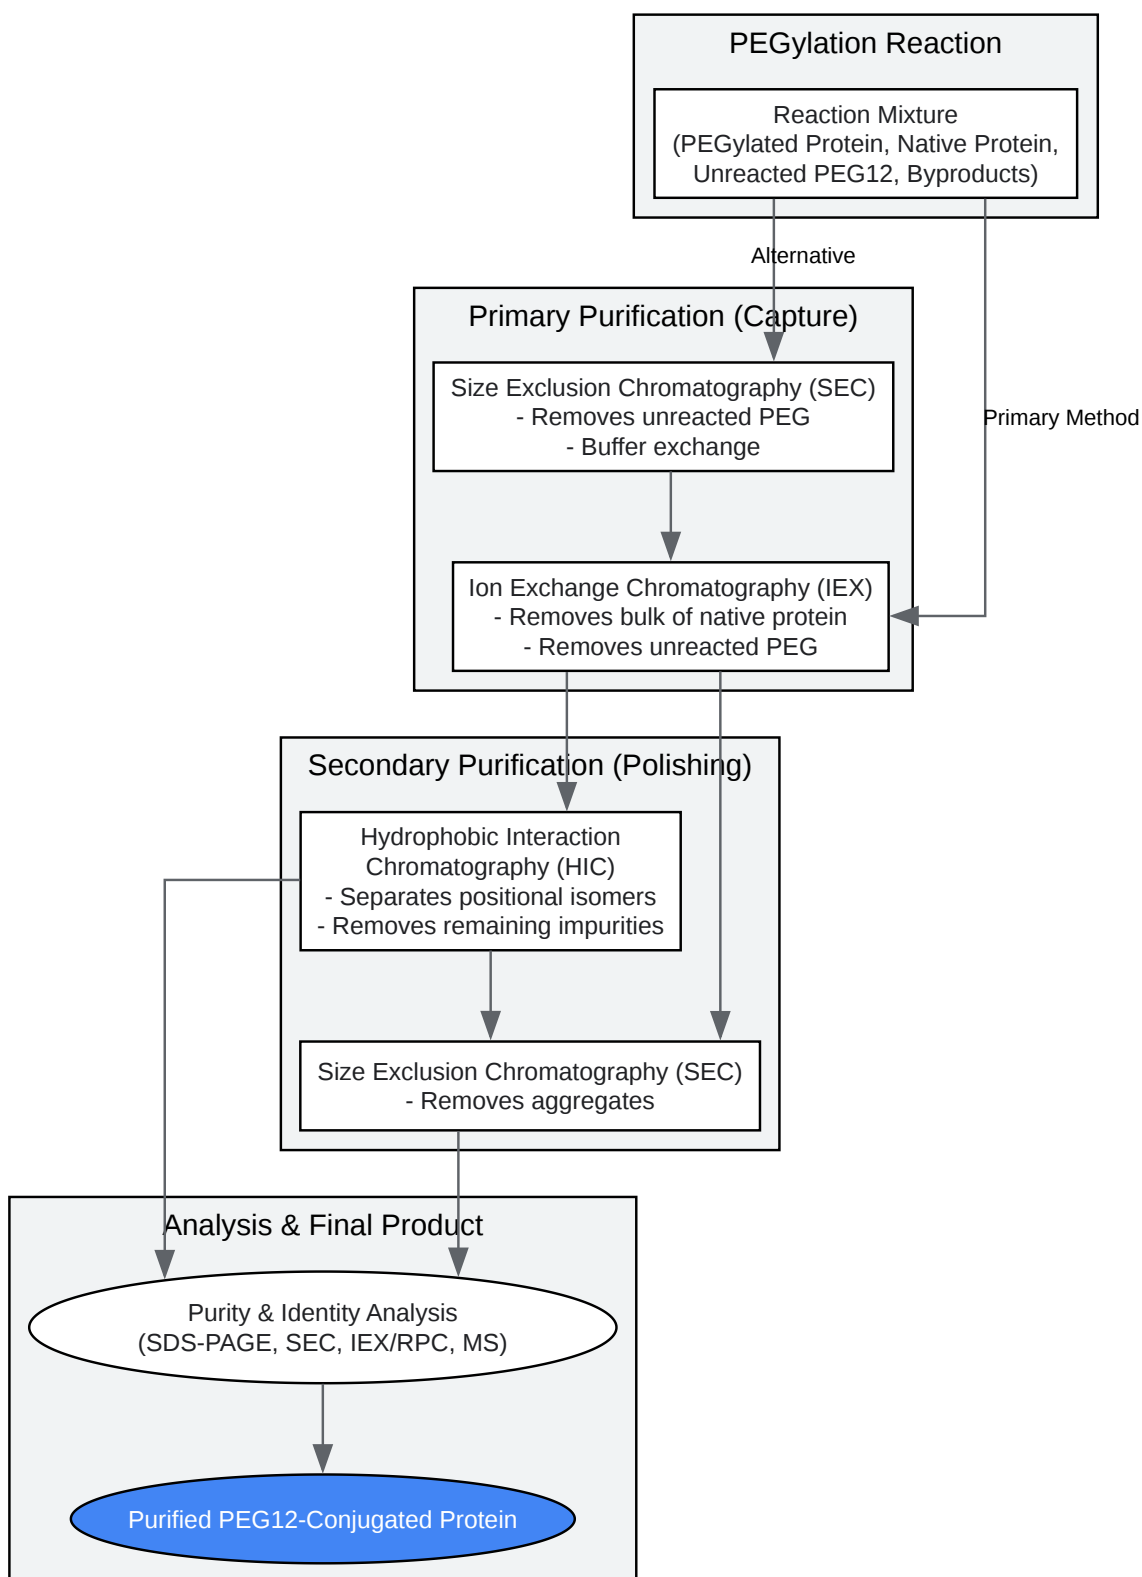 PEGylation Reaction
Reaction Mixture
(PEGylated Protein, Native Protein,
Unreacted PEG12, Byproducts)
Alternative
Primary Purification (Capture)
Size Exclusion Chromatography (SEC)
- Removes unreacted PEG
- Buffer exchange
Primary Method
Ion Exchange Chromatography (IEX)
- Removes bulk of native protein
- Removes unreacted PEG
Secondary Purification (Polishing)
Hydrophobic Interaction
Chromatography (HIC)
- Separates positional isomers
- Removes remaining impurities
Size Exclusion Chromatography (SEC)
- Removes aggregates
Analysis & Final Product
Purity & Identity Analysis
(SDS-PAGE, SEC, IEX/RPC, MS)
Purified PEG12-Conjugated Protein